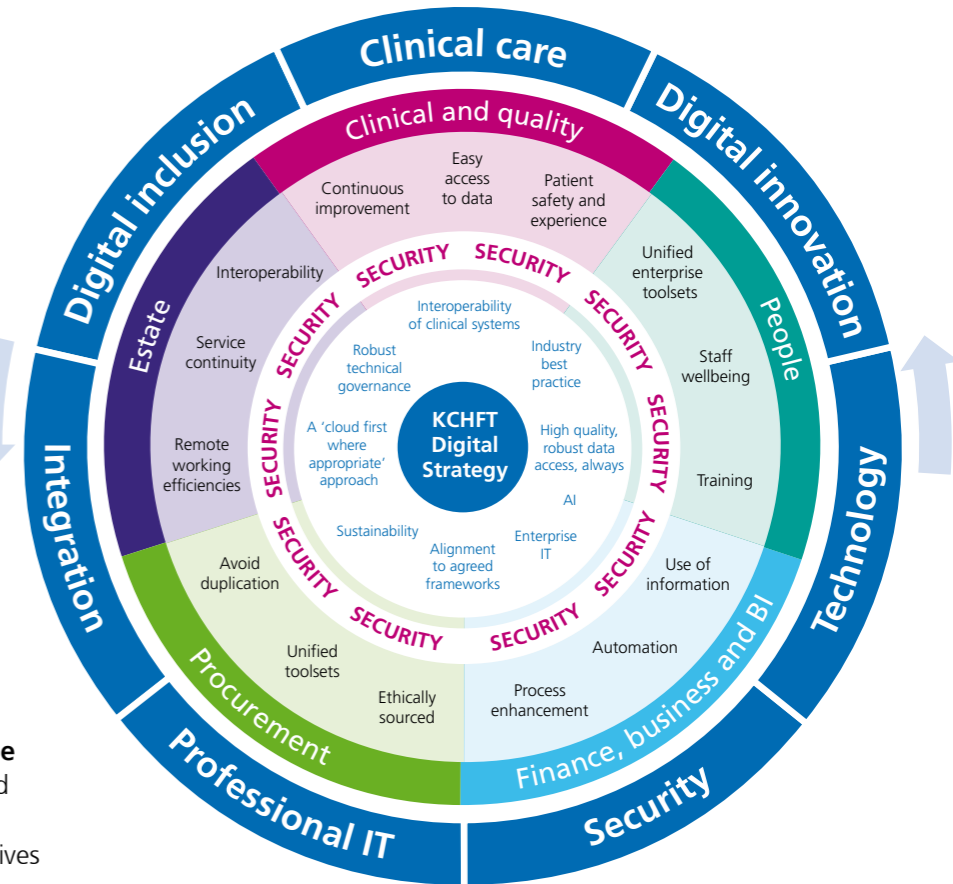 Clinical care
Digital innovation
Technology
Security
Professional IT
Integration
Digital inclusion
Clinical and quality
Continuous
improvement
Easy
access
to data
Patient
safety and
experience
People
Unified
enterprise
toolsets
Staff
wellbeing
Training
Finance, business and BI
Use of
information
Automation
Process
enhancement
Procurement
Avoid
duplication
Unified
toolsets
Ethically
sourced
Estate
Interoperability
Service
continuity
Remote
working
efficiencies
SECURITY
SECURITY
SECURITY
SECURITY
SECURITY
SECURITY
SECURITY
SECURITY
SECURITY
SECURITY
Interoperability
of clinical systems
Industry
best
practice
High quality,
robust data
access, always
AI
Enterprise
IT
Alignment
to agreed
frameworks
Sustainability
A ‘cloud first
where
appropriate’
approach
Robust
technical
governance
KCHFT
Digital
Strategy